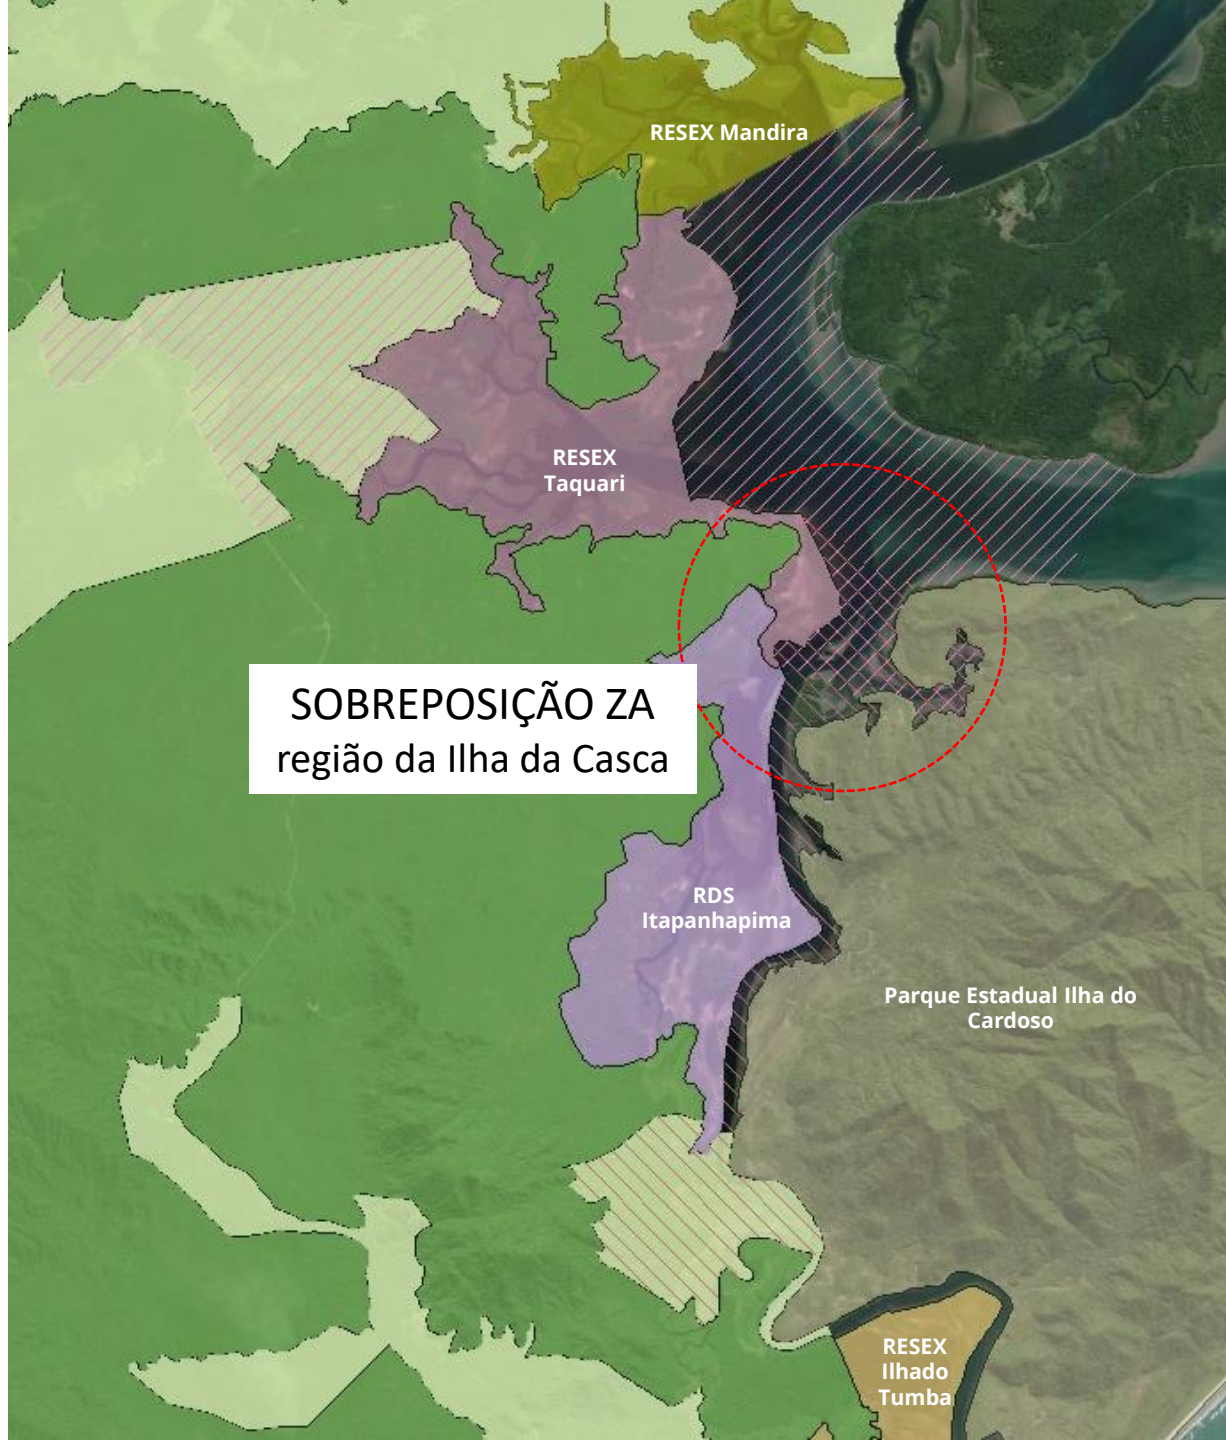 RESEX Mandira
RESEX
Taquari
SOBREPOSIÇÃO ZA
região da Ilha da Casca
RDS
Itapanhapima
Parque Estadual Ilha do
Cardoso
RESEX
Ilhado
Tumba